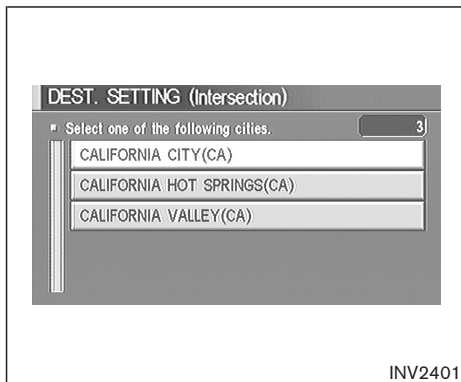 DEST. SETTING (Intersection)
Select one of the following cities.
3
CALIFORNIA CITY(CA)
CALIFORNIA HOT SPRINGS(CA)
CALIFORNIA VALLEY(CA)
INV2401